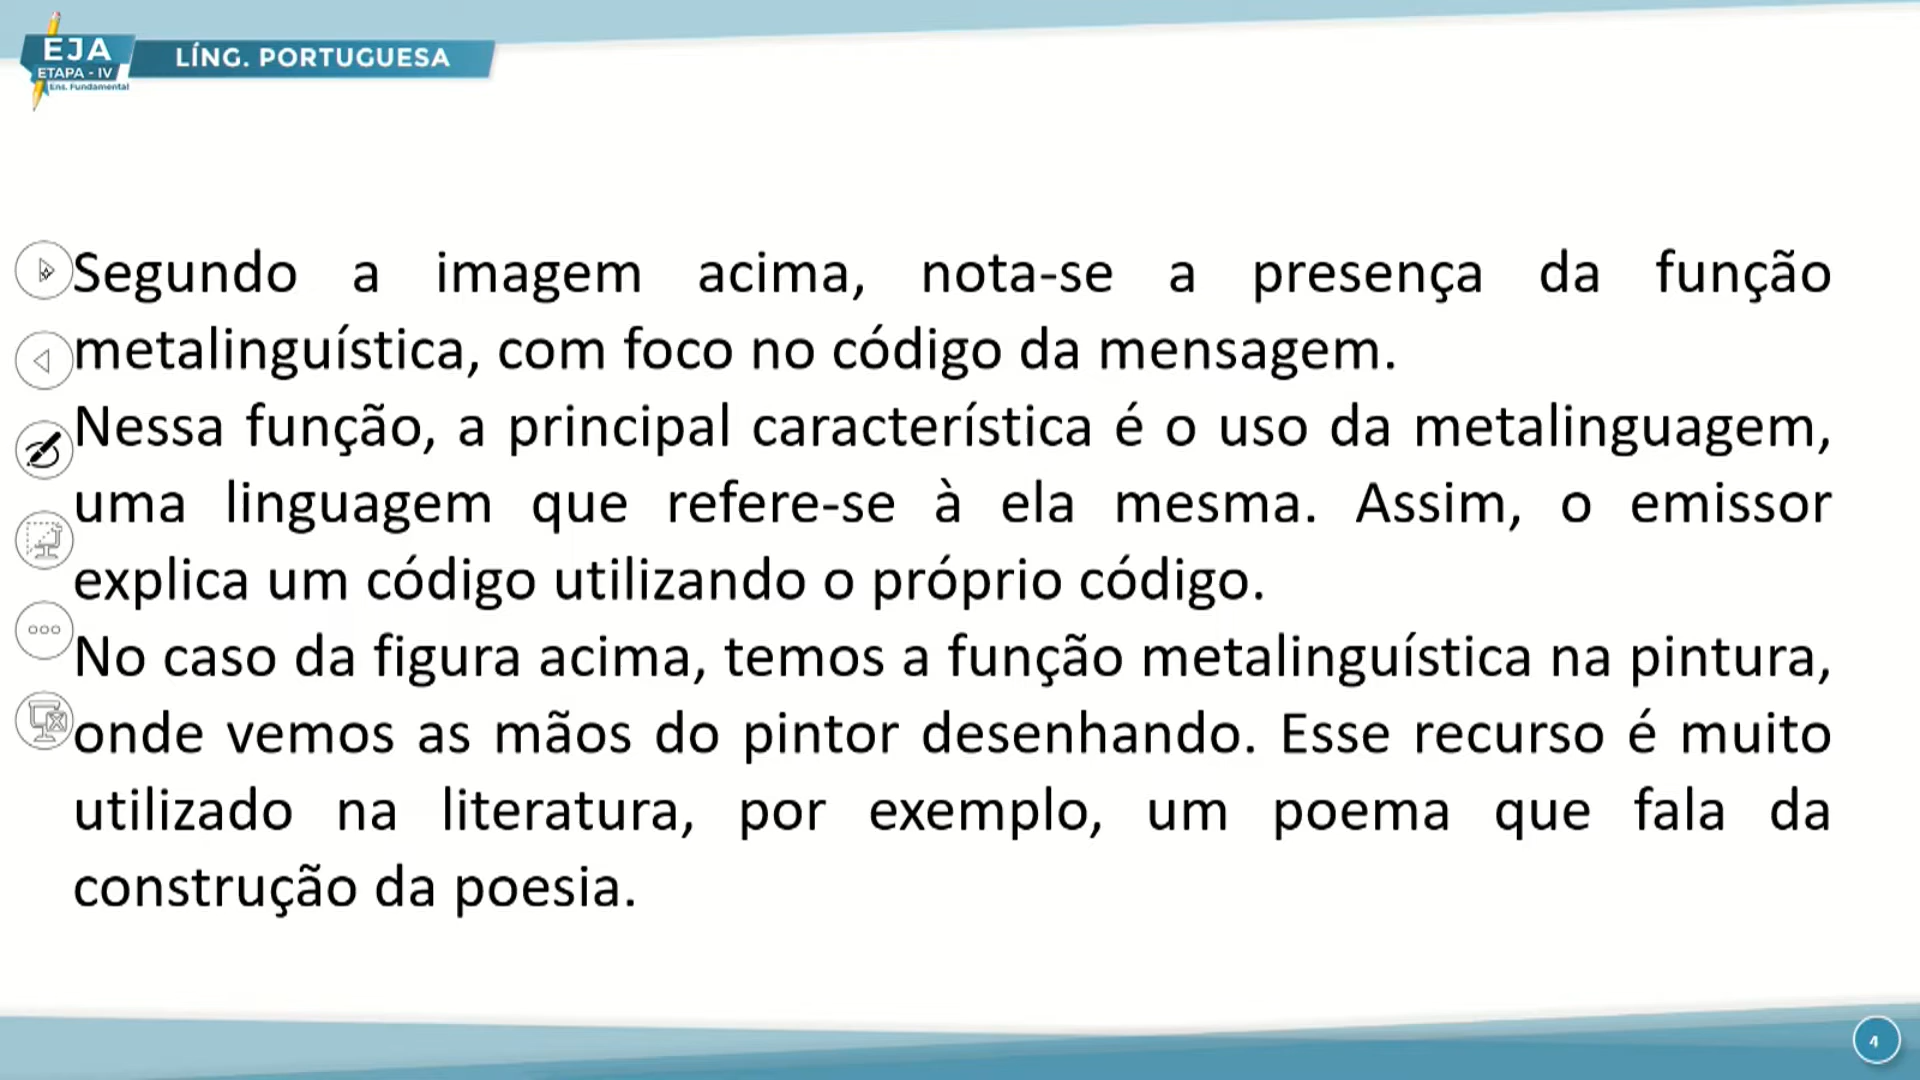 EJA
ETAPA - IV
Ens. Fundamental
LÍNG. PORTUGUESA
Segundo a imagem acima, nota-se a presença da função
metalinguística, com foco no código da mensagem.
Nessa função, a principal característica é o uso da metalinguagem,
uma linguagem que refere-se à ela mesma. Assim, o emissor
explica um código utilizando o próprio código.
No caso da figura acima, temos a função metalinguística na pintura,
onde vemos as mãos do pintor desenhando. Esse recurso é muito
utilizado na literatura, por exemplo, um poema que fala da
construção da poesia.
4